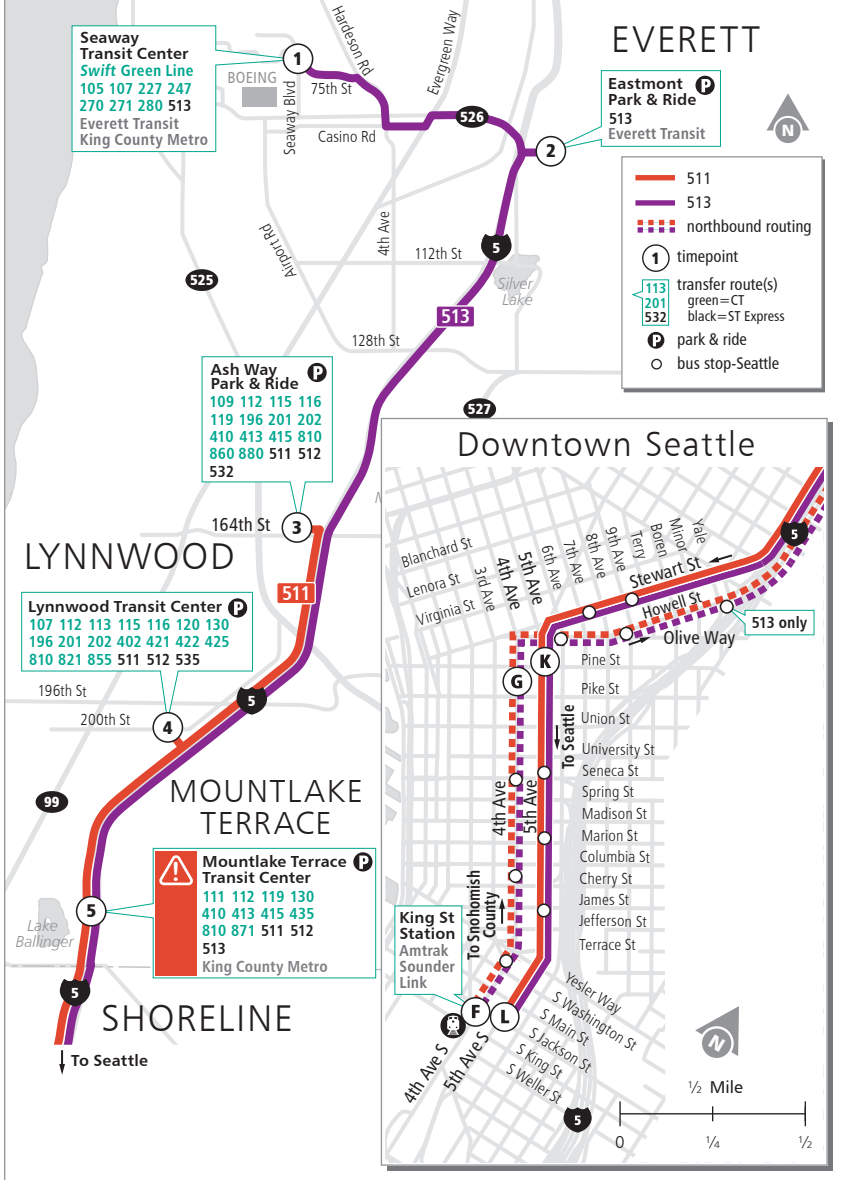 EVERETT
Seaway
Transit Center
Swift Green Line
105 107 227 247
270 271 280 513
Everett Transit
King County Metro
1
BOEING
Seaway Blvd
75th St
Hardeson Rd
Evergreen Way
Casino Rd
526
2
Eastmont
Park & Ride
P
513
Everett Transit
N
511
513
northbound routing
1 timepoint
113
201
532
transfer route(s)
green=CT
black=ST Express
P park & ride
bus stop-Seattle
Airport Rd
4th Ave
112th St
5
Silver
Lake
525
513
128th St
527
Ash Way
Park & Ride
P
109 112 115 116
119 196 201 202
410 413 415 810
860 880 511 512
532
164th St
3
LYNNWOOD
511
Lynnwood Transit Center P
107 112 113 115 116 120 130
196 201 202 402 421 422 425
810 821 855 511 512 535
196th St
200th St
4
5
99
MOUNTLAKE
TERRACE
Mountlake Terrace
Transit Center
P
111 112 119 130
410 413 415 435
810 871 511 512
513
King County Metro
5
Lake
Ballinger
5
SHORELINE
To Seattle
Downtown Seattle
Blanchard St
Lenora St
Virginia St
3rd Ave
4th Ave
5th Ave
6th Ave
7th Ave
8th Ave
9th Ave
Terry
Boren
Minor
Yale
5
Stewart St
Howell St
Olive Way
513 only
K
G
Pine St
Pike St
Union St
University St
Seneca St
Spring St
Madison St
Marion St
Columbia St
Cherry St
James St
Jefferson St
Terrace St
To Seattle
4th Ave
5th Ave
To Snohomish
County
King St
Station
Amtrak
Sounder
Link
F
L
4th Ave S
5th Ave S
Yesler Way
S Washington St
S Main St
S Jackson St
S King St
S Weller St
5
N
½ Mile
0
¼
½